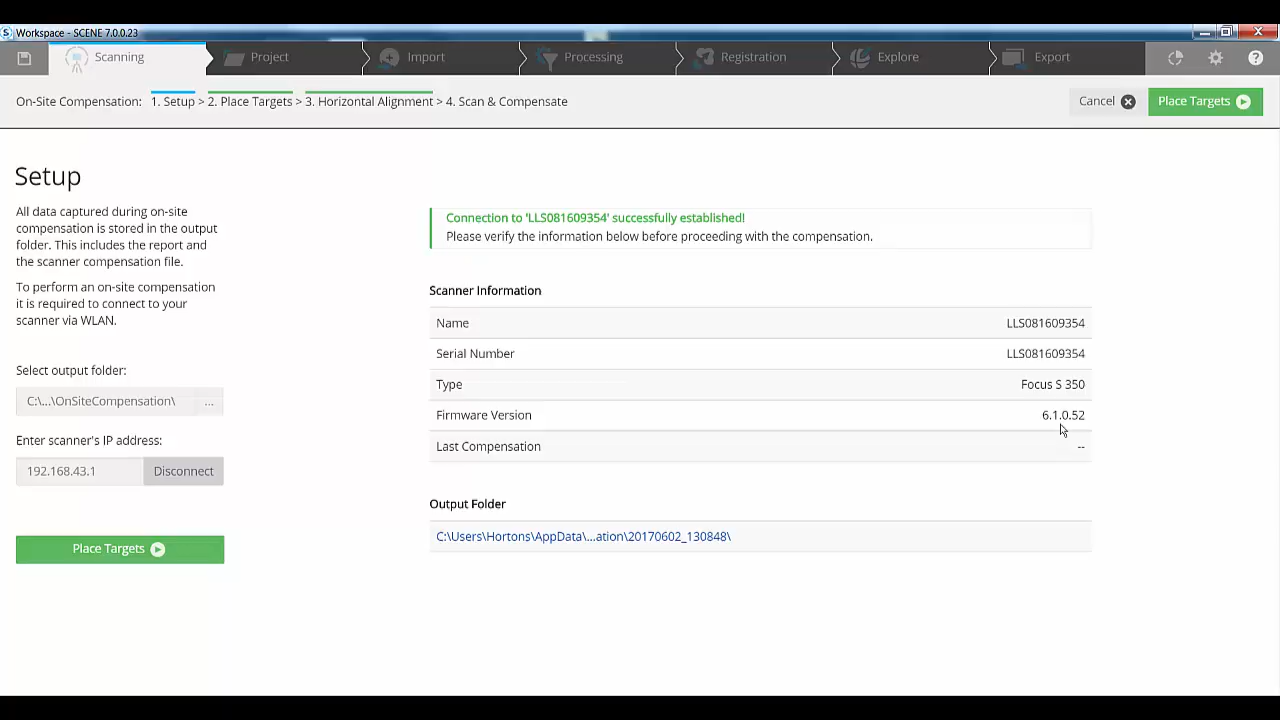 Workspace - SCENE 7.0.0.23
Scanning
Project
Import
Processing
Registration
Explore
Export
On-Site Compensation: 1. Setup > 2. Place Targets > 3. Horizontal Alignment > 4. Scan & Compensate
Cancel
Place Targets
Setup
All data captured during on-site
compensation is stored in the output
folder. This includes the report and
the scanner compensation file.
To perform an on-site compensation
it is required to connect to your
scanner via WLAN.
Select output folder:
C:\...\OnSiteCompensation\ ...
Enter scanner's IP address:
192.168.43.1 Disconnect
Place Targets
Connection to 'LLS081609354' successfully established!
Please verify the information below before proceeding with the compensation.
Scanner Information
Name LLS081609354
Serial Number LLS081609354
Type Focus S 350
Firmware Version 6.1.0.52
Last Compensation --
Output Folder
C:\Users\Hortons\AppData\...ation\20170602_130848\